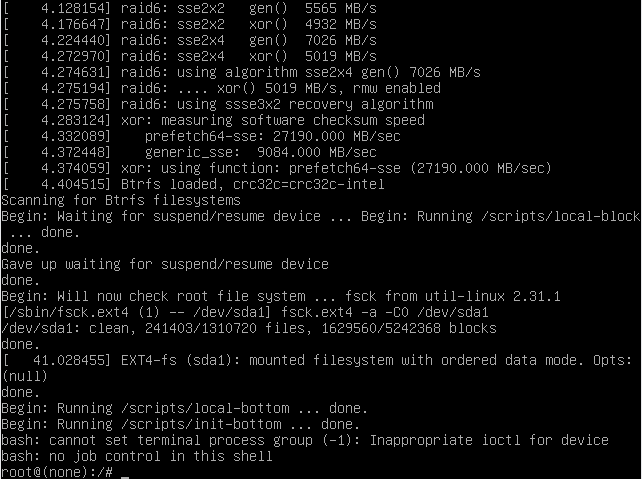 [    4.128154] raid6: sse2x2   gen()  5565 MB/s
[    4.176647] raid6: sse2x2   xor()  4932 MB/s
[    4.224440] raid6: sse2x4   gen()  7026 MB/s
[    4.272970] raid6: sse2x4   xor()  5019 MB/s
[    4.274631] raid6: using algorithm sse2x4 gen() 7026 MB/s
[    4.275194] raid6: .... xor() 5019 MB/s, rmw enabled
[    4.275758] raid6: using ssse3x2 recovery algorithm
[    4.283124] xor: measuring software checksum speed
[    4.332089]    prefetch64-sse: 27190.000 MB/sec
[    4.372448]    generic_sse:  9084.000 MB/sec
[    4.374059] xor: using function: prefetch64-sse (27190.000 MB/sec)
[    4.404515] Btrfs loaded, crc32c=crc32c-intel
Scanning for Btrfs filesystems
Begin: Waiting for suspend/resume device ... Begin: Running /scripts/local-block
 ... done.
done.
Gave up waiting for suspend/resume device
done.
Begin: Will now check root file system ... fsck from util-linux 2.31.1
[/sbin/fsck.ext4 (1) -- /dev/sda1] fsck.ext4 -a -C0 /dev/sda1
/dev/sda1: clean, 241403/1310720 files, 1629560/5242368 blocks
done.
[   41.028455] EXT4-fs (sda1): mounted filesystem with ordered data mode. Opts:
(null)
done.
Begin: Running /scripts/local-bottom ... done.
Begin: Running /scripts/init-bottom ... done.
bash: cannot set terminal process group (-1): Inappropriate ioctl for device
bash: no job control in this shell
root@(none):/# _